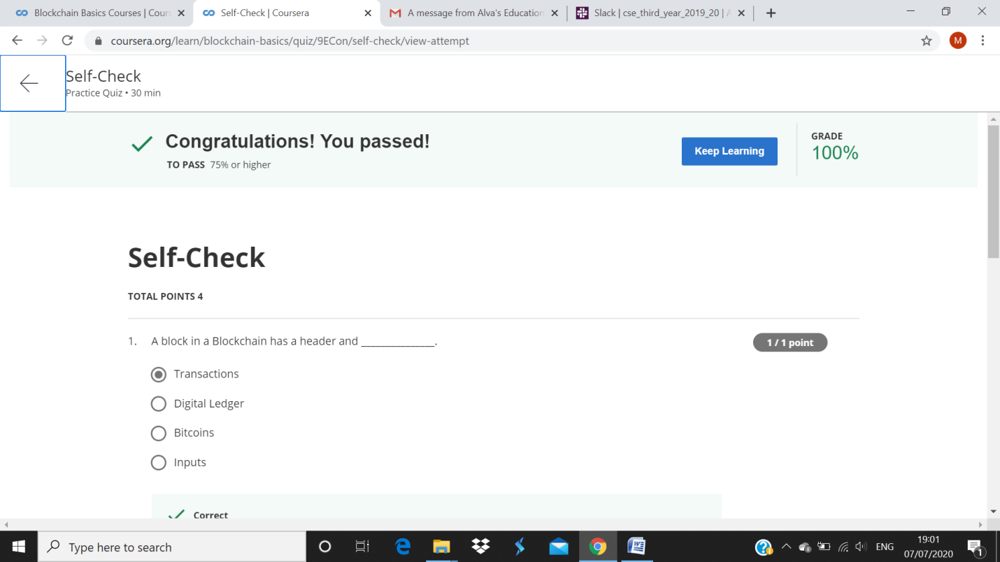 Blockchain Basics Courses | Cours
Self-Check | Coursera
A message from Alva's Education
Slack | cse_third_year_2019_20 | A
coursera.org/learn/blockchain-basics/quiz/9ECon/self-check/view-attempt
M
Self-Check
Practice Quiz • 30 min
Congratulations! You passed!
TO PASS 75% or higher
Keep Learning
GRADE
100%
Self-Check
TOTAL POINTS 4
1. A block in a Blockchain has a header and _______________.
1 / 1 point
Transactions
Digital Ledger
Bitcoins
Inputs
Correct
Type here to search
ENG
19:01
07/07/2020
1